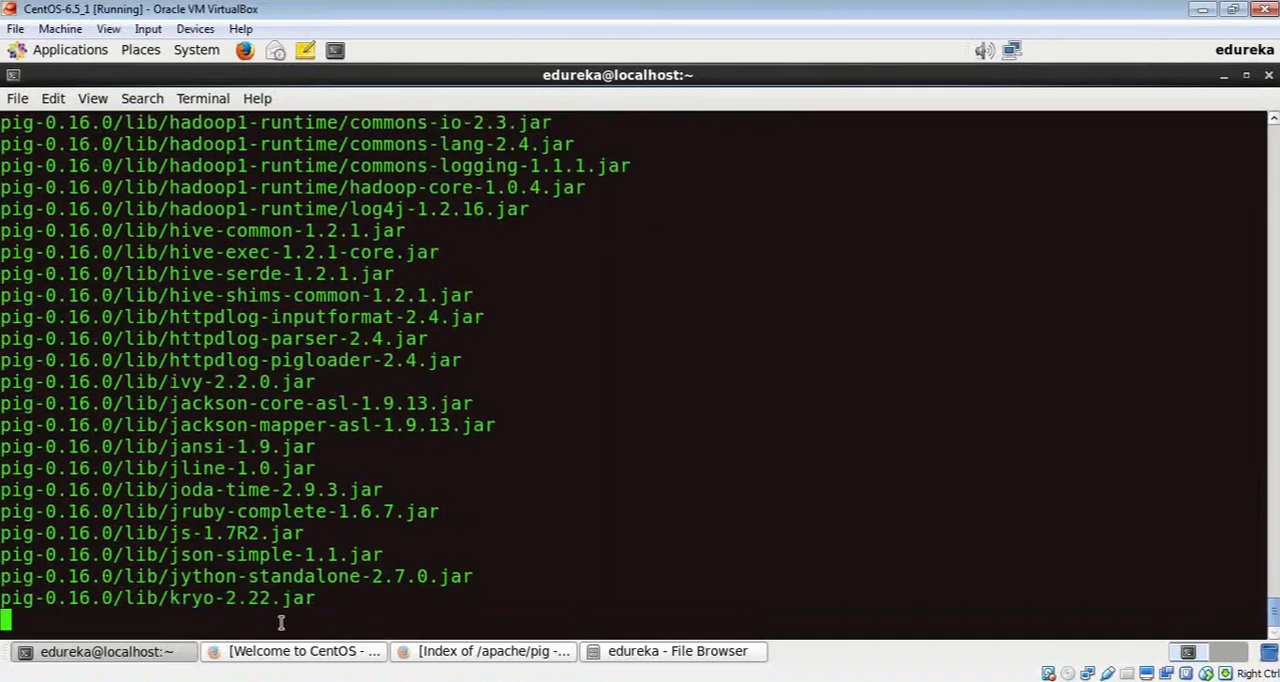 CentOS-6.5_1 [Running] - Oracle VM VirtualBox
File Machine View Input Devices Help
Applications Places System edureka
edureka@localhost:~
File Edit View Search Terminal Help
pig-0.16.0/lib/hadoop1-runtime/commons-io-2.3.jar
pig-0.16.0/lib/hadoop1-runtime/commons-lang-2.4.jar
pig-0.16.0/lib/hadoop1-runtime/commons-logging-1.1.1.jar
pig-0.16.0/lib/hadoop1-runtime/hadoop-core-1.0.4.jar
pig-0.16.0/lib/hadoop1-runtime/log4j-1.2.16.jar
pig-0.16.0/lib/hive-common-1.2.1.jar
pig-0.16.0/lib/hive-exec-1.2.1-core.jar
pig-0.16.0/lib/hive-serde-1.2.1.jar
pig-0.16.0/lib/hive-shims-common-1.2.1.jar
pig-0.16.0/lib/httpdlog-inputformat-2.4.jar
pig-0.16.0/lib/httpdlog-parser-2.4.jar
pig-0.16.0/lib/httpdlog-pigloader-2.4.jar
pig-0.16.0/lib/ivy-2.2.0.jar
pig-0.16.0/lib/jackson-core-asl-1.9.13.jar
pig-0.16.0/lib/jackson-mapper-asl-1.9.13.jar
pig-0.16.0/lib/jansi-1.9.jar
pig-0.16.0/lib/jline-1.0.jar
pig-0.16.0/lib/joda-time-2.9.3.jar
pig-0.16.0/lib/jruby-complete-1.6.7.jar
pig-0.16.0/lib/js-1.7R2.jar
pig-0.16.0/lib/json-simple-1.1.jar
pig-0.16.0/lib/jython-standalone-2.7.0.jar
pig-0.16.0/lib/kryo-2.22.jar
edureka@localhost:~ [Welcome to CentOS - ... [Index of /apache/pig -... edureka - File Browser
Right Ctrl